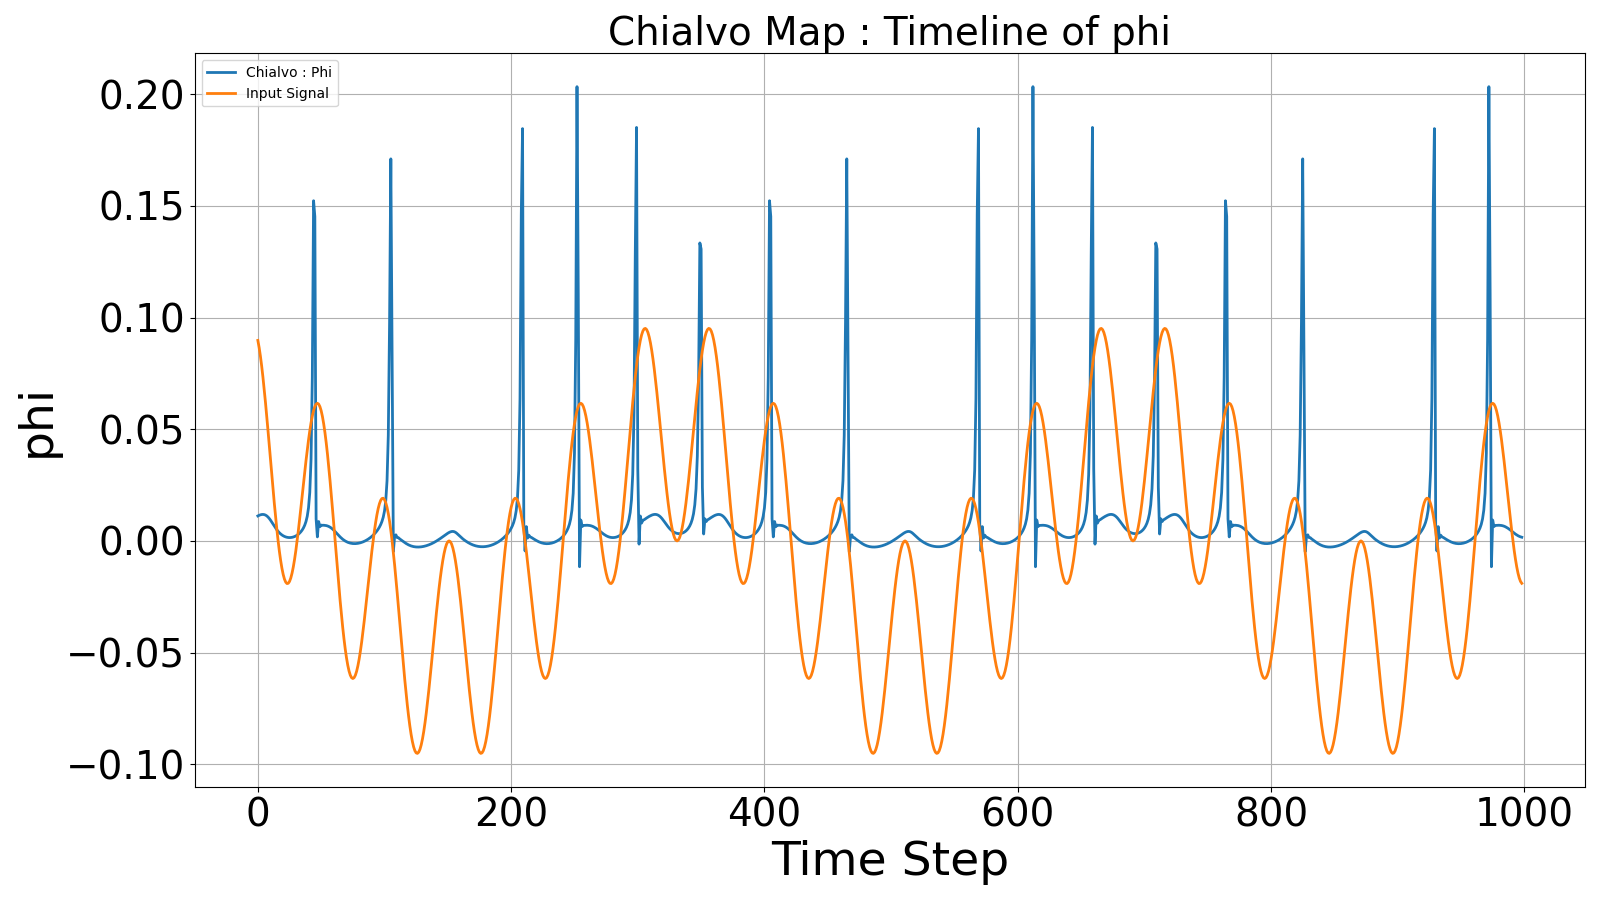 Chialvo Map : Timeline of phi
Chialvo : Phi
Input Signal
0.20
0.15
0.10
0.05
0.00
−0.05
−0.10
phi
0 200 400 600 800 1000
Time Step